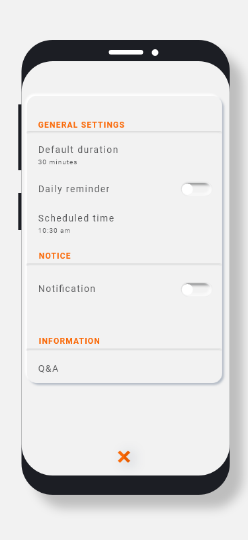 GENERAL SETTINGS
Default duration
30 minutes
Daily reminder
Scheduled time
10:30 am
NOTICE
Notification
INFORMATION
Q&A